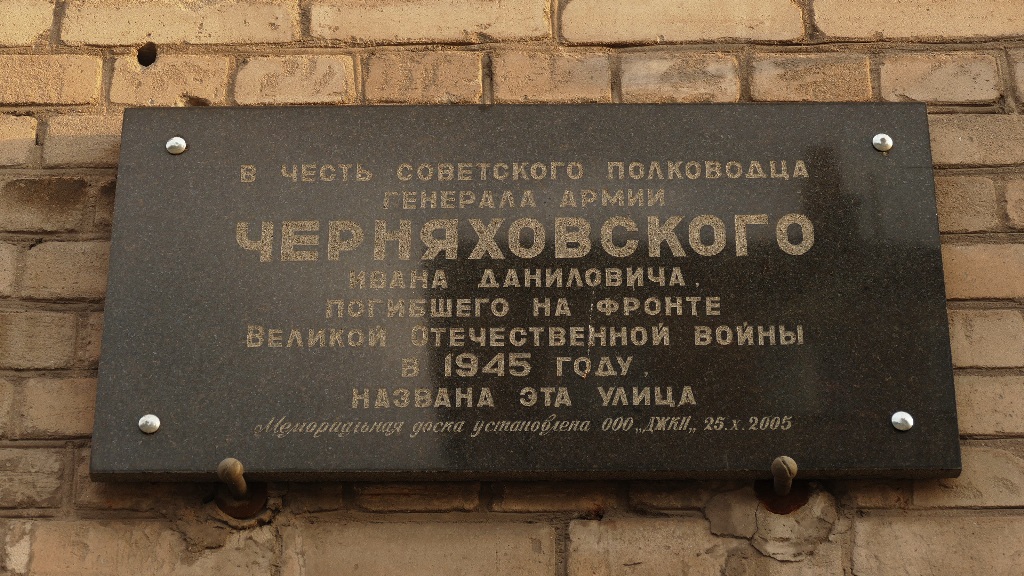 В ЧЕСТЬ СОВЕТСКОГО ПОЛКОВОДЦА
ГЕНЕРАЛА АРМИИ
ЧЕРНЯХОВСКОГО
ИВАНА ДАНИЛОВИЧА,
ПОГИБШЕГО НА ФРОНТЕ
ВЕЛИКОЙ ОТЕЧЕСТВЕННОЙ ВОЙНЫ
В 1945 ГОДУ,
НАЗВАНА ЭТА УЛИЦА
Мемориальная доска установлена ООО „ДЖКИ„ 25.X.2005